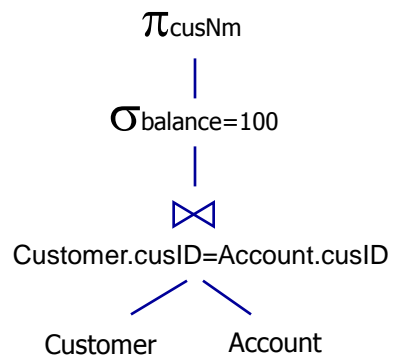 πcusNm
σbalance=100
⋈
Customer.cusID=Account.cusID
Customer Account